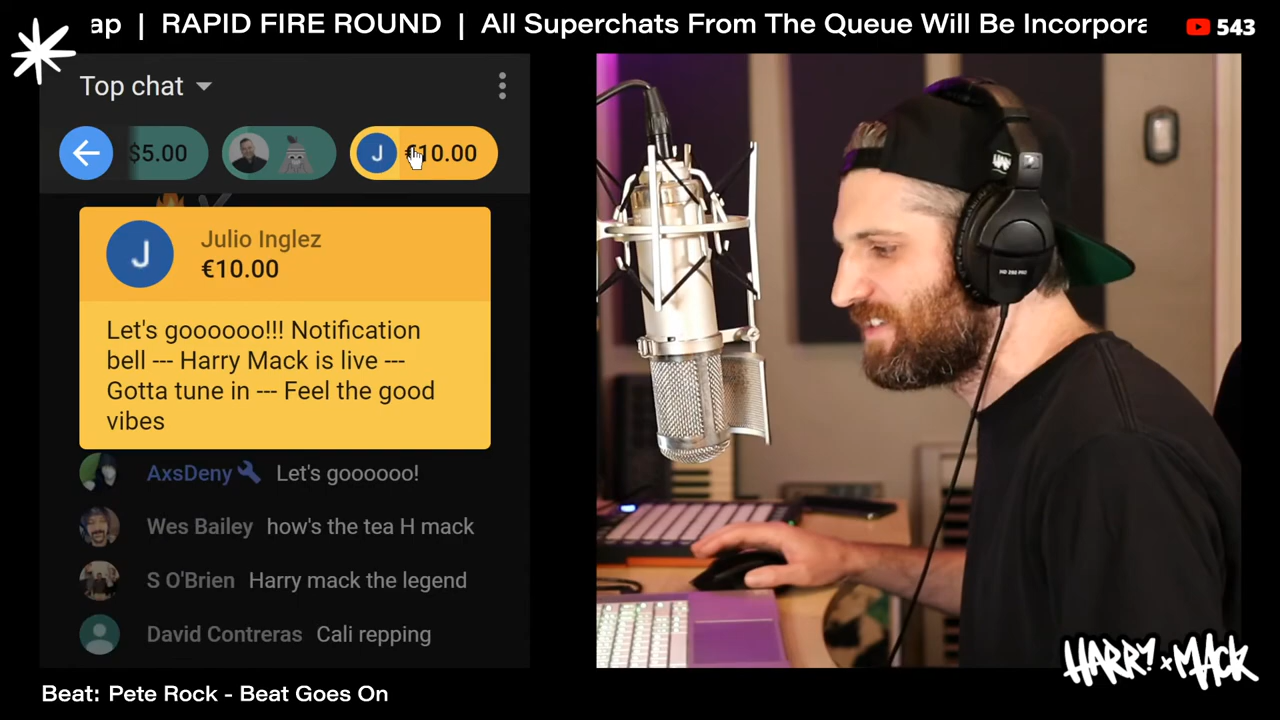 ap | RAPID FIRE ROUND | All Superchats From The Queue Will Be Incorpora
543
Top chat
$5.00
J
€10.00
J
Julio Inglez
€10.00
Let's goooooo!!! Notification
bell --- Harry Mack is live ---
Gotta tune in --- Feel the good
vibes
AxsDeny Let's goooooo!
Wes Bailey how's the tea H mack
S O'Brien Harry mack the legend
David Contreras Cali repping
HD 280 PRO
HARRY MACK
Beat: Pete Rock - Beat Goes On